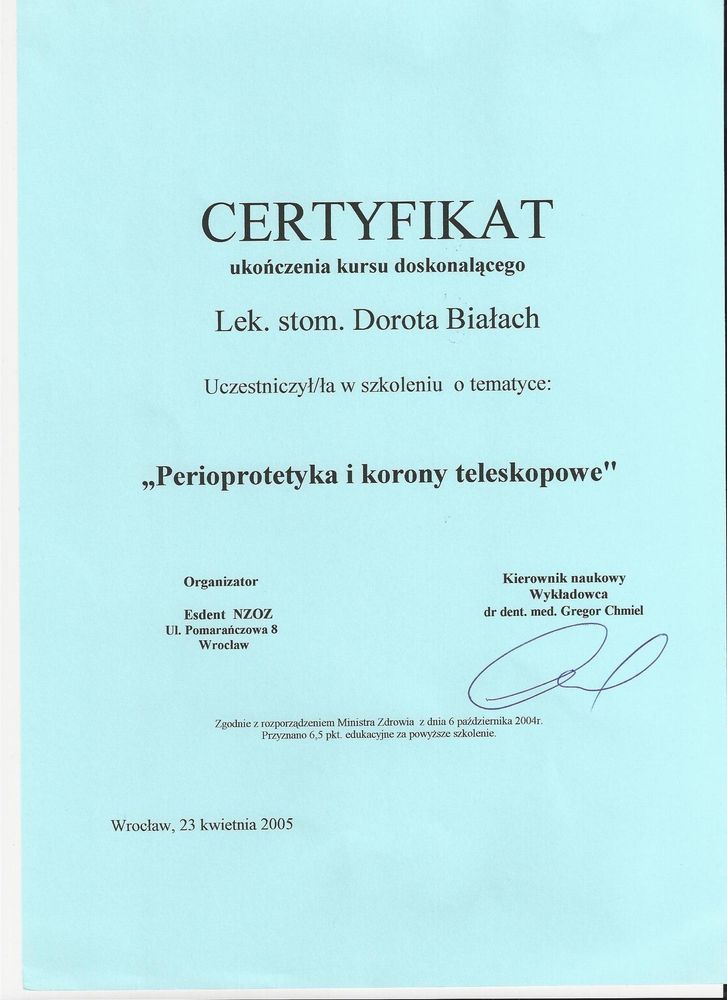 CERTYFIKAT
ukończenia kursu doskonalącego
Lek. stom. Dorota Białach
Uczestniczył/ła w szkoleniu o tematyce:
„Perioprotetyka i korony teleskopowe"
Organizator
Esdent NZOZ
Ul. Pomarańczowa 8
Wrocław
Kierownik naukowy
Wykładowca
dr dent. med. Gregor Chmiel
Zgodnie z rozporządzeniem Ministra Zdrowia z dnia 6 października 2004r.
Przyznano 6,5 pkt. edukacyjne za powyższe szkolenie.
Wrocław, 23 kwietnia 2005